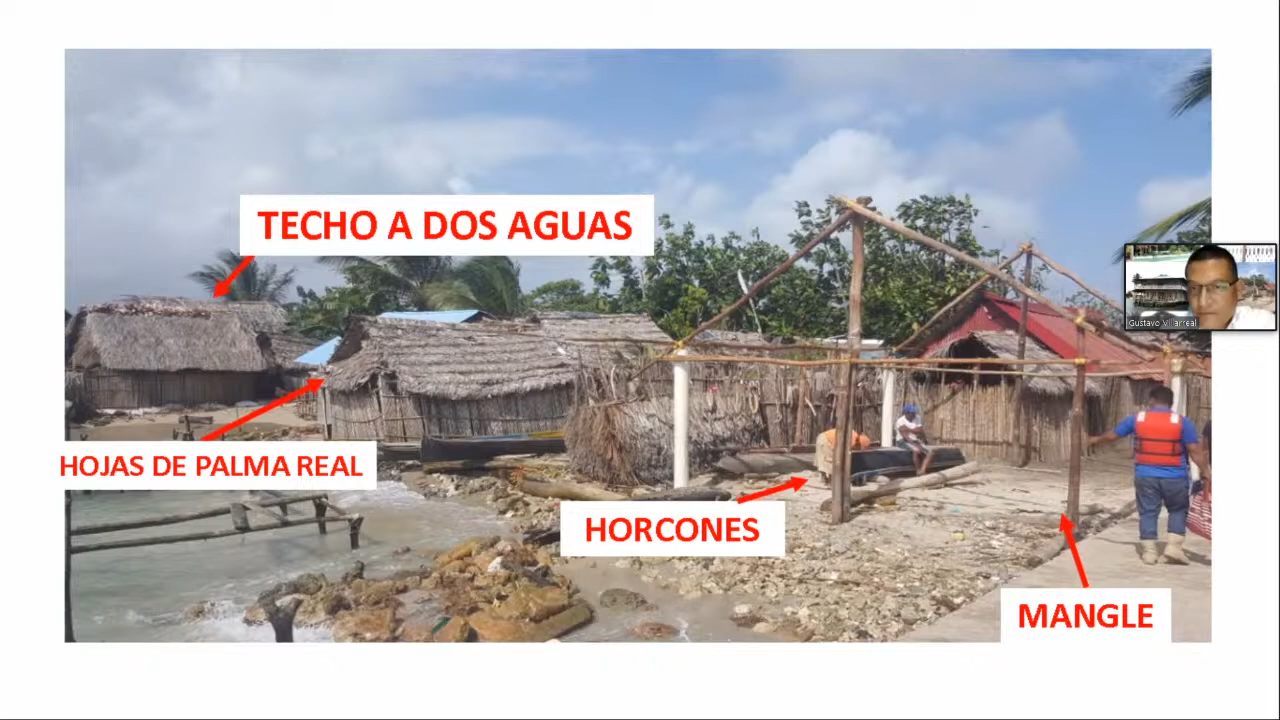 TECHO A DOS AGUAS
HOJAS DE PALMA REAL
HORCONES
MANGLE
Gustavo Villarreal